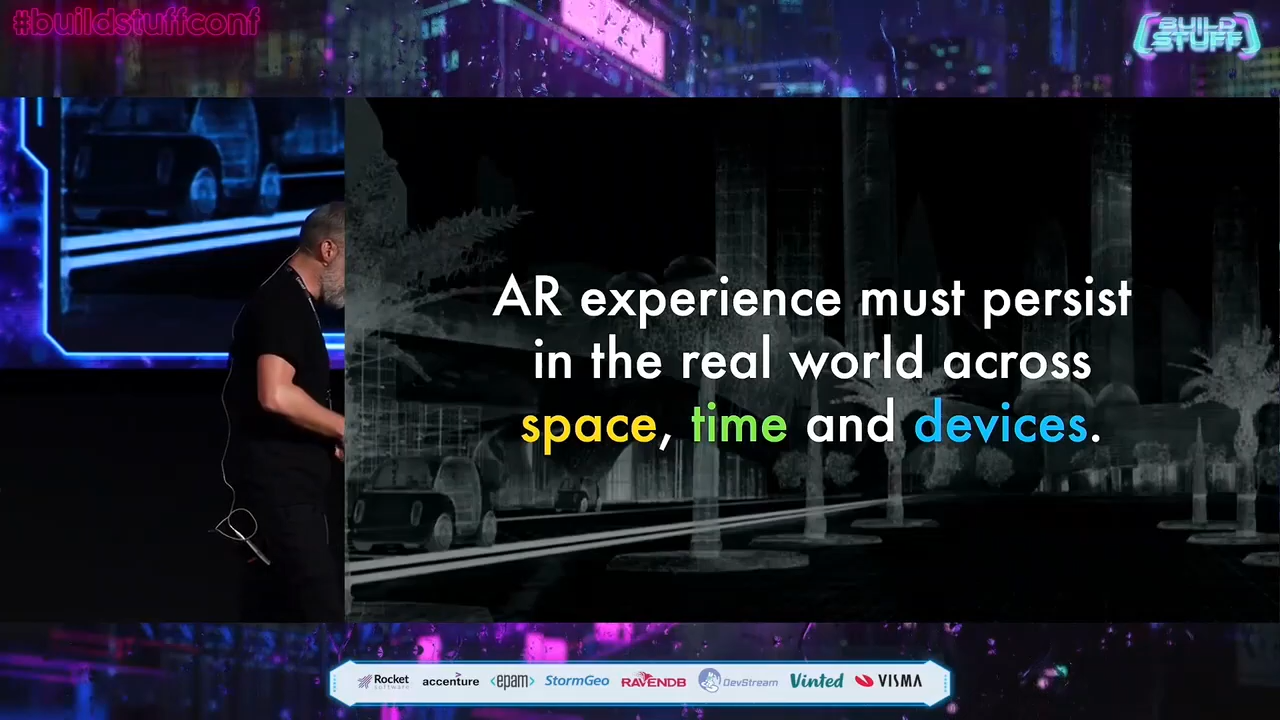 #buildstuffconf
BUILD
STUFF
AR experience must persist
in the real world across
space, time and devices.
Rocket
software
accenture
<epam>
StormGeo
RAVENDB
DevStream
Vinted
VISMA